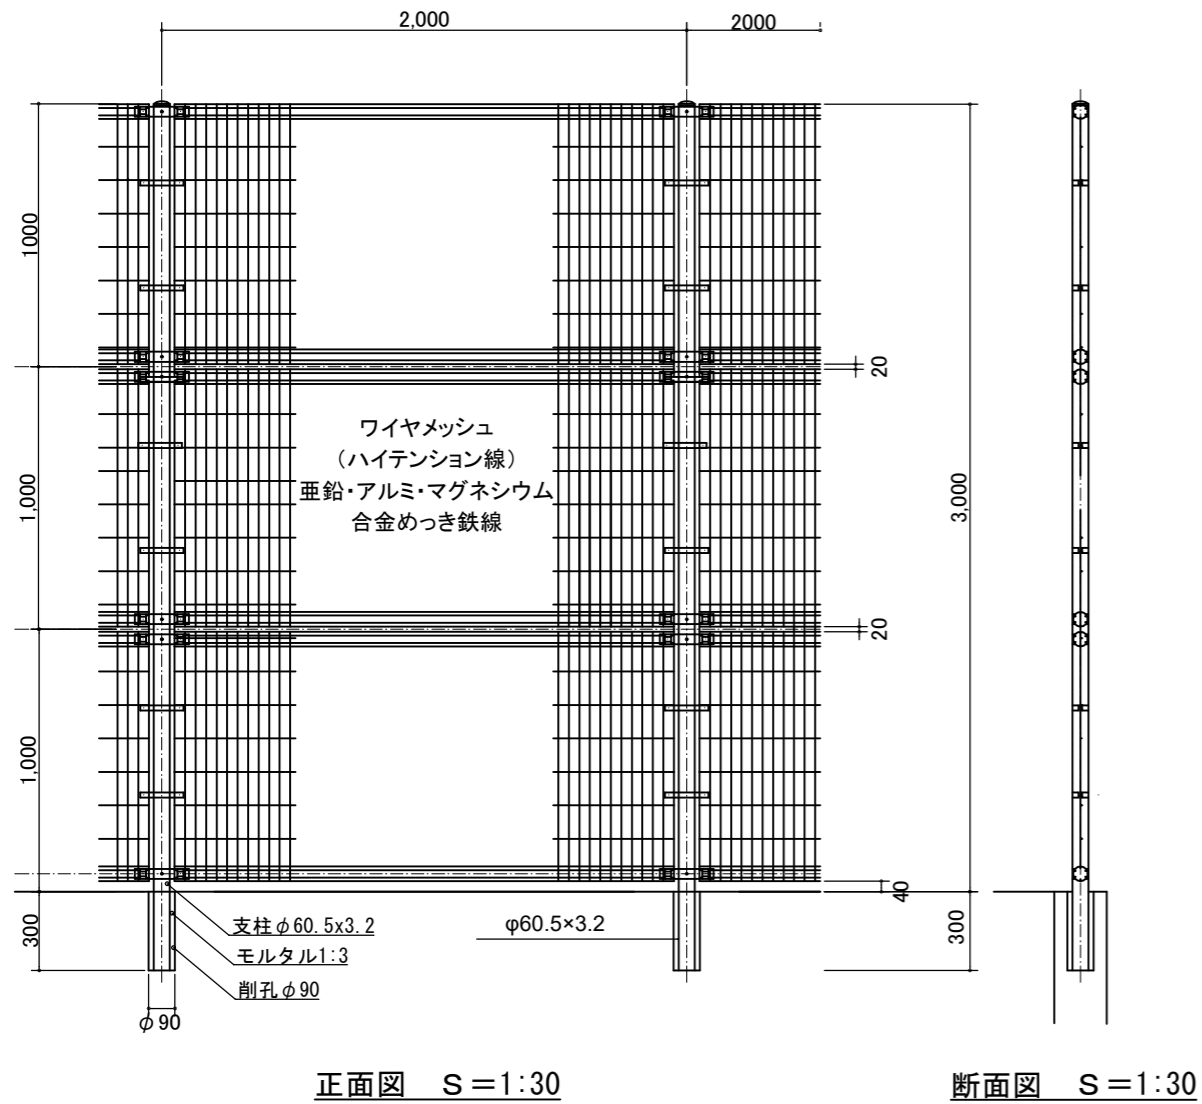 2,000
2000
1000
20
ワイヤメッシュ
（ハイテンション線）
亜鉛・アルミ・マグネシウム
合金めっき鉄線
1,000
3,000
20
1,000
40
300
支柱φ60.5x3.2
φ60.5×3.2
300
モルタル1:3
削孔φ90
φ90
正面図　S＝1:30
断面図　S＝1:30